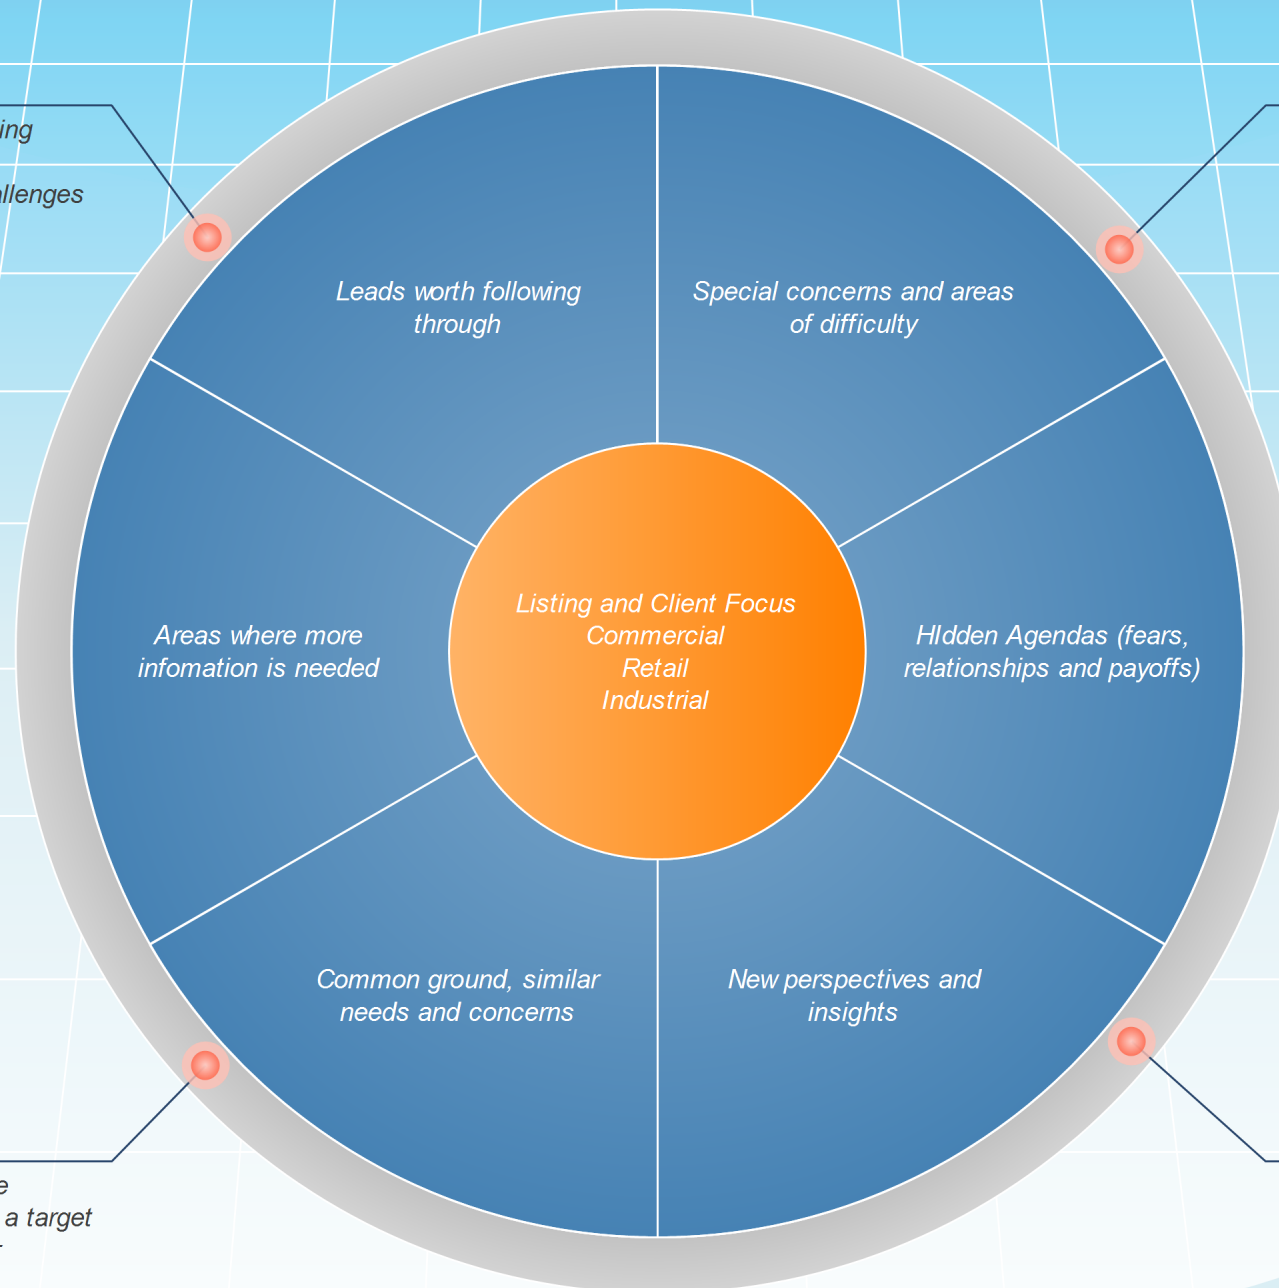 ing
allenges
Leads worth following
through
Special concerns and areas
of difficulty
Areas where more
infomation is needed
Listing and Client Focus
Commercial
Retail
Industrial
HIdden Agendas (fears,
relationships and payoffs)
Common ground, similar
needs and concerns
New perspectives and
insights
e
a target